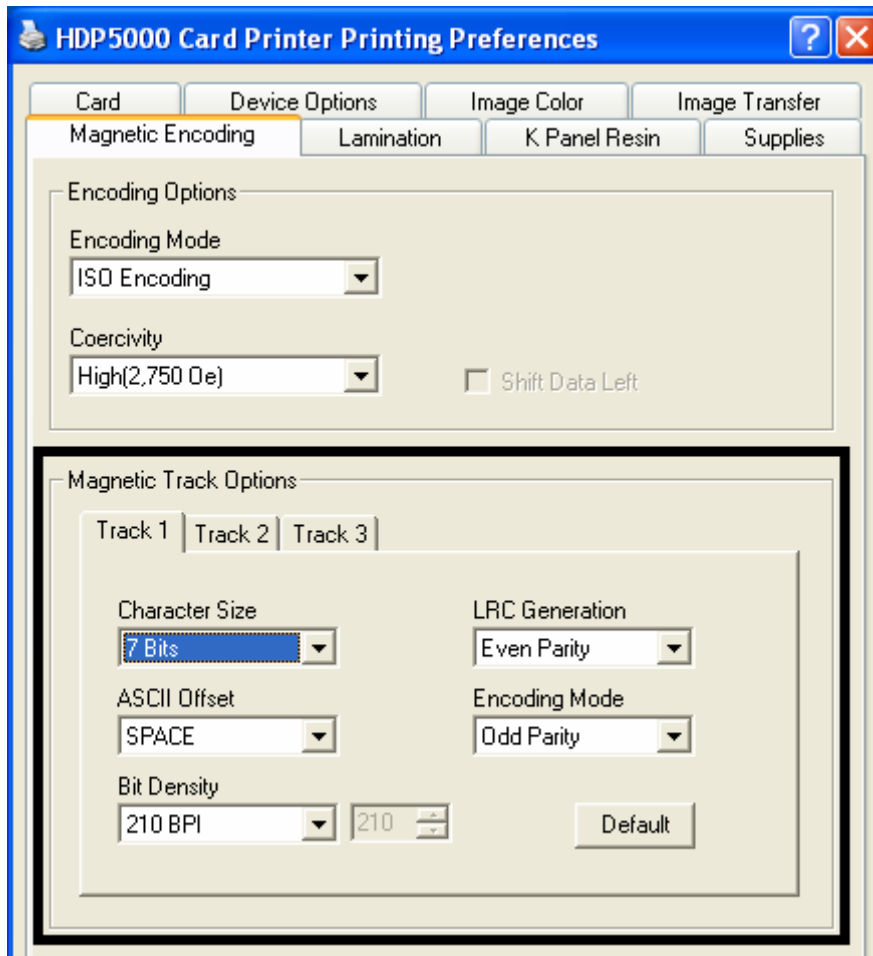 HDP5000 Card Printer Printing Preferences
Card Device Options Image Color Image Transfer
Magnetic Encoding Lamination K Panel Resin Supplies
Encoding Options
Encoding Mode
ISO Encoding
Coercivity
High(2,750 Oe) Shift Data Left
Magnetic Track Options
Track 1 Track 2 Track 3
Character Size LRC Generation
7 Bits Even Parity
ASCII Offset Encoding Mode
SPACE Odd Parity
Bit Density
210 BPI 210 Default